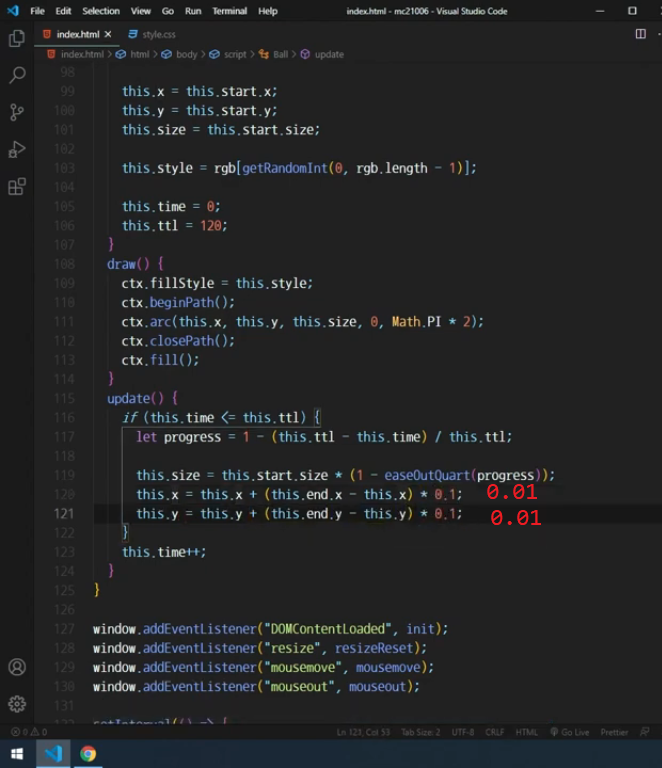 File Edit Selection View Go Run Terminal Help index.html - mc21006 - Visual Studio Code
index.html style.css
index.html > html > body > script > Ball > update
98
99 this.x = this.start.x;
100 this.y = this.start.y;
101 this.size = this.start.size;
102
103 this.style = rgb[getRandomInt(0, rgb.length - 1)];
104
105 this.time = 0;
106 this.ttl = 120;
107 }
108 draw() {
109 ctx.fillStyle = this.style;
110 ctx.beginPath();
111 ctx.arc(this.x, this.y, this.size, 0, Math.PI * 2);
112 ctx.closePath();
113 ctx.fill();
114 }
115 update() {
116 if (this.time <= this.ttl) {
117 let progress = 1 - (this.ttl - this.time) / this.ttl;
118
119 this.size = this.start.size * (1 - easeOutQuart(progress));
120 this.x = this.x + (this.end.x - this.x) * 0.1; 0.01
121 this.y = this.y + (this.end.y - this.y) * 0.1; 0.01
122 }
123 this.time++;
124 }
125 }
126
127 window.addEventListener("DOMContentLoaded", init);
128 window.addEventListener("resize", resizeReset);
129 window.addEventListener("mousemove", mousemove);
130 window.addEventListener("mouseout", mouseout);
131
132 setInterval(() => {
0 0 Ln 121, Col 53 Tab Size: 2 UTF-8 CRLF HTML Go Live Prettier